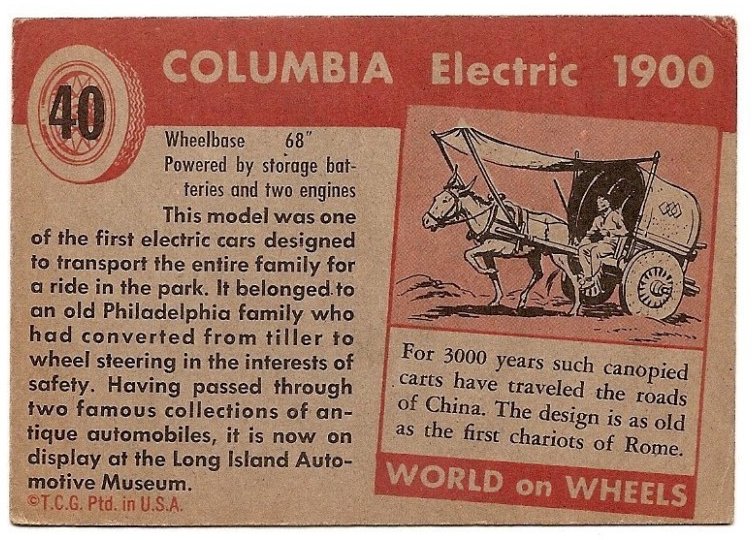 40
COLUMBIA Electric 1900
Wheelbase 68"
Powered by storage bat-
teries and two engines
This model was one
of the first electric cars designed
to transport the entire family for
a ride in the park. It belonged to
an old Philadelphia family who
had converted from tiller to
wheel steering in the interests of
safety. Having passed through
two famous collections of an-
tique automobiles, it is now on
display at the Long Island Auto-
motive Museum.
©T.C.G. Ptd. in U.S.A.
For 3000 years such canopied
carts have traveled the roads
of China. The design is as old
as the first chariots of Rome.
WORLD on WHEELS